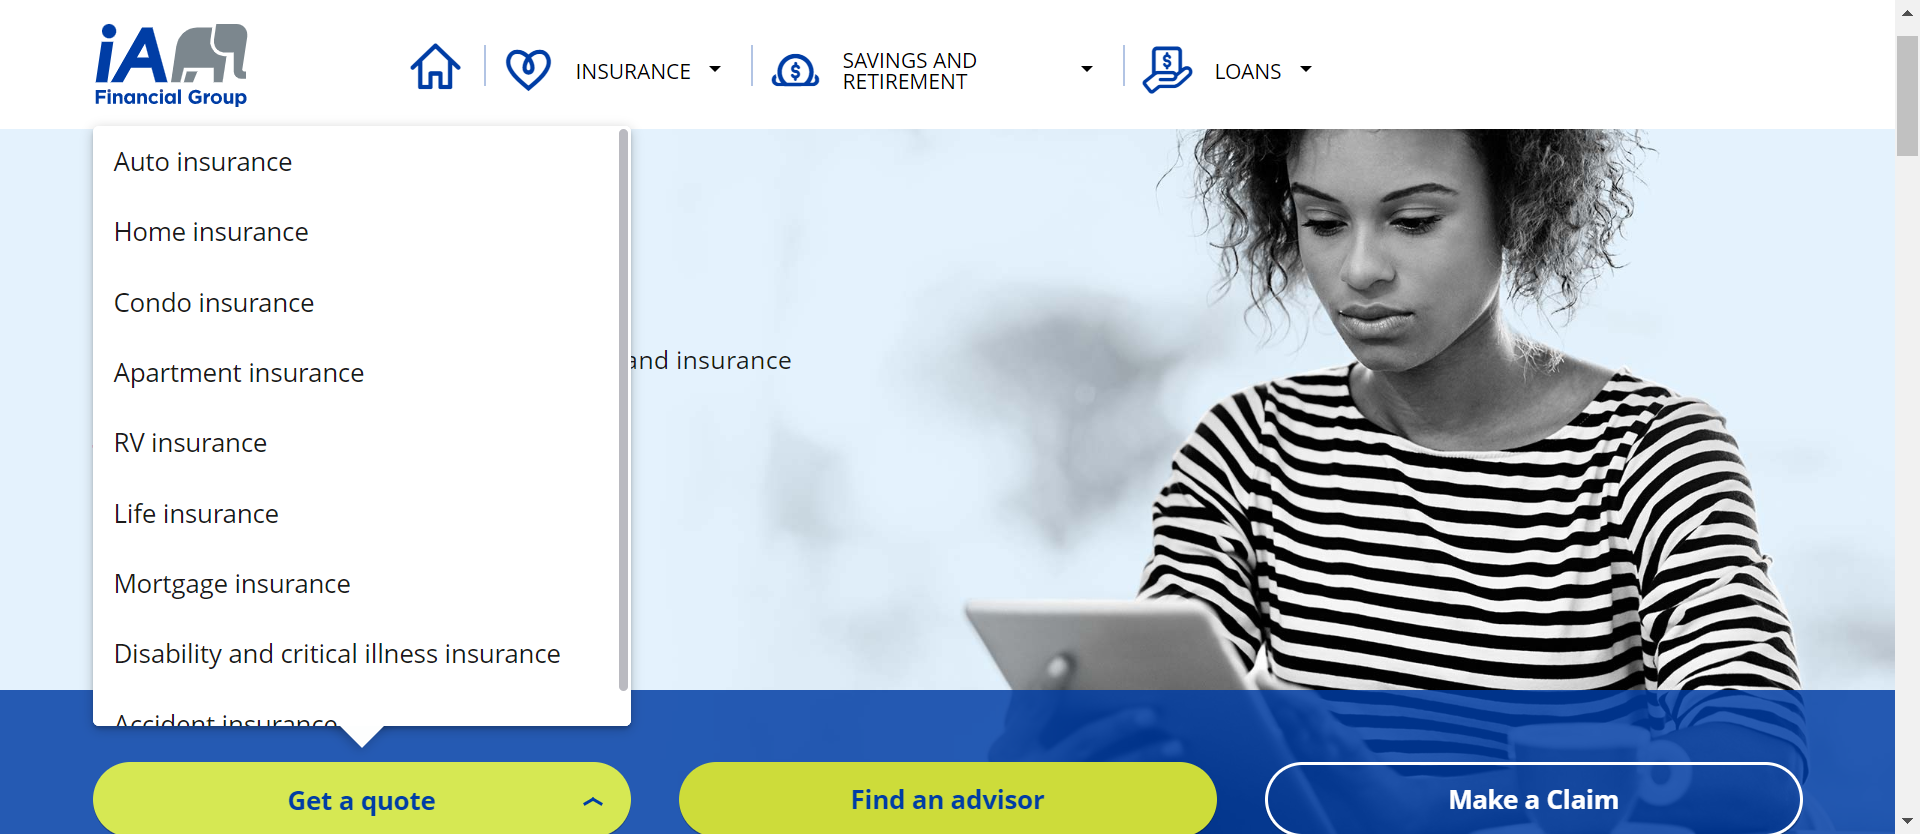 iA
Financial Group
INSURANCE
SAVINGS AND
RETIREMENT
LOANS
Auto insurance
Home insurance
Condo insurance
Apartment insurance
RV insurance
Life insurance
Mortgage insurance
Disability and critical illness insurance
Accident insurance
and insurance
Get a quote
Find an advisor
Make a Claim